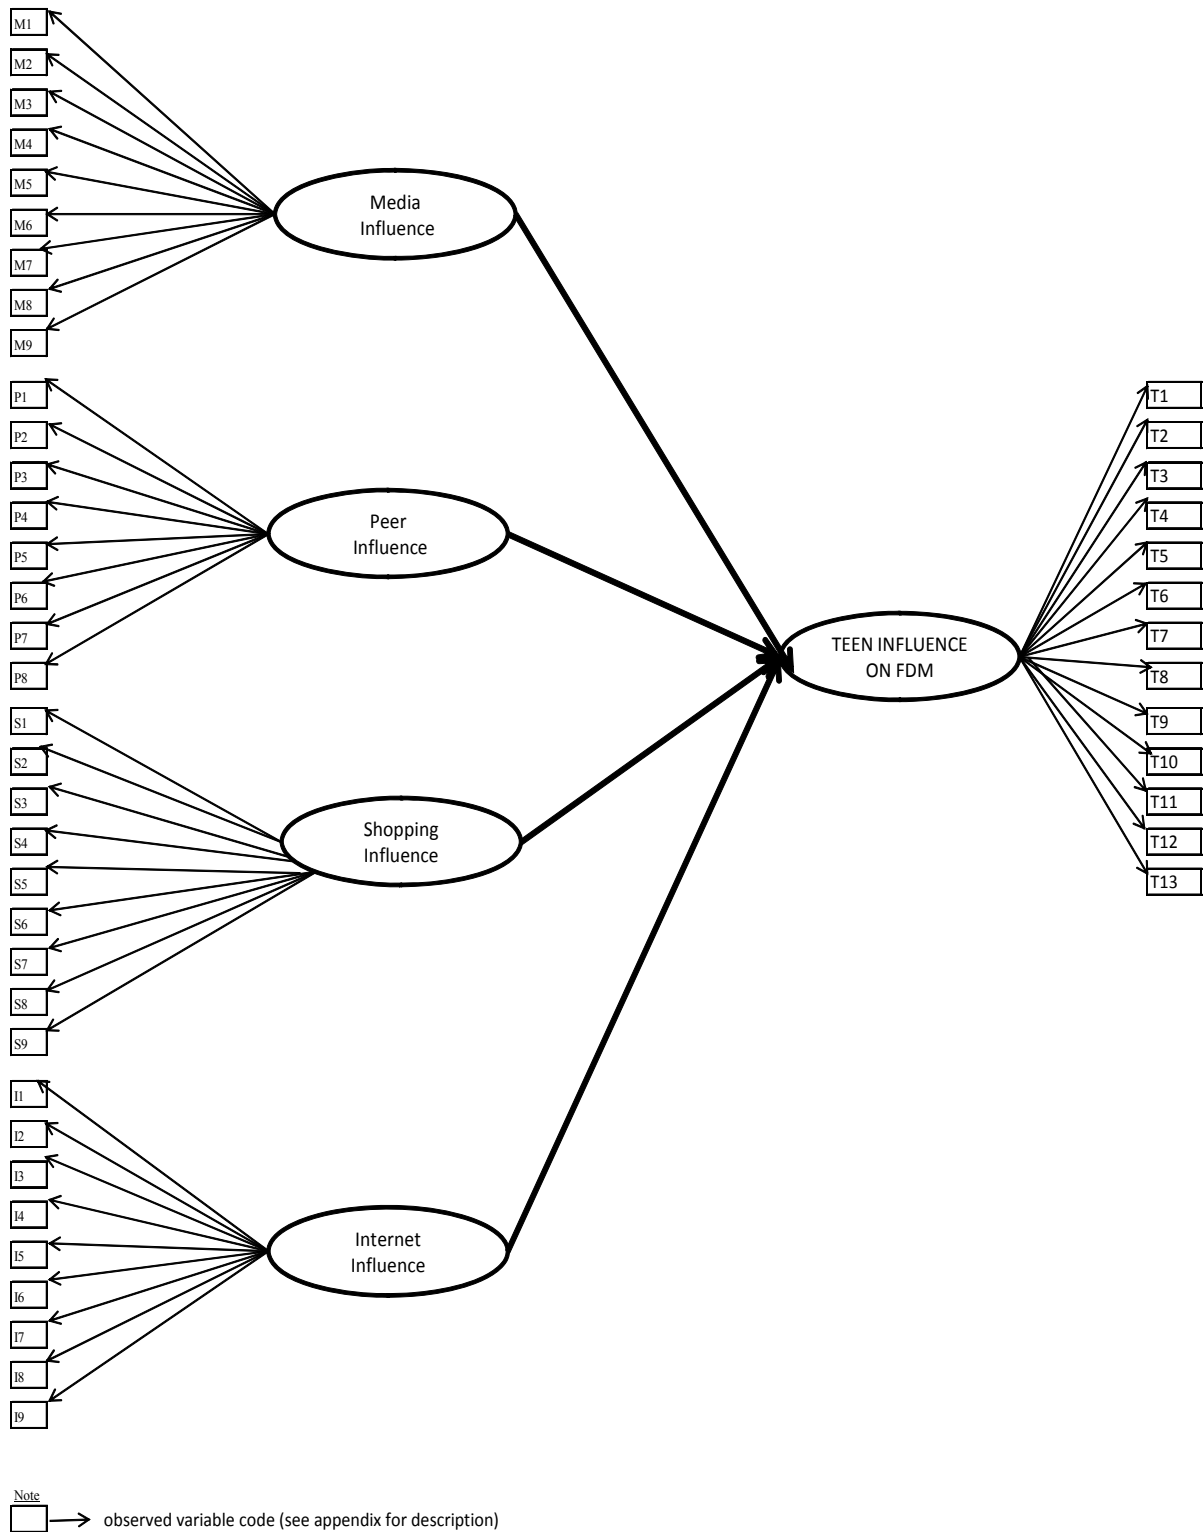 M1
M2
M3
M4
M5
M6
M7
M8
M9
Media
Influence
P1
P2
P3
P4
P5
P6
P7
P8
Peer
Influence
S1
S2
S3
S4
S5
S6
S7
S8
S9
Shopping
Influence
I1
I2
I3
I4
I5
I6
I7
I8
I9
Internet
Influence
TEEN INFLUENCE
ON FDM
T1
T2
T3
T4
T5
T6
T7
T8
T9
T10
T11
T12
T13
Note
observed variable code (see appendix for description)